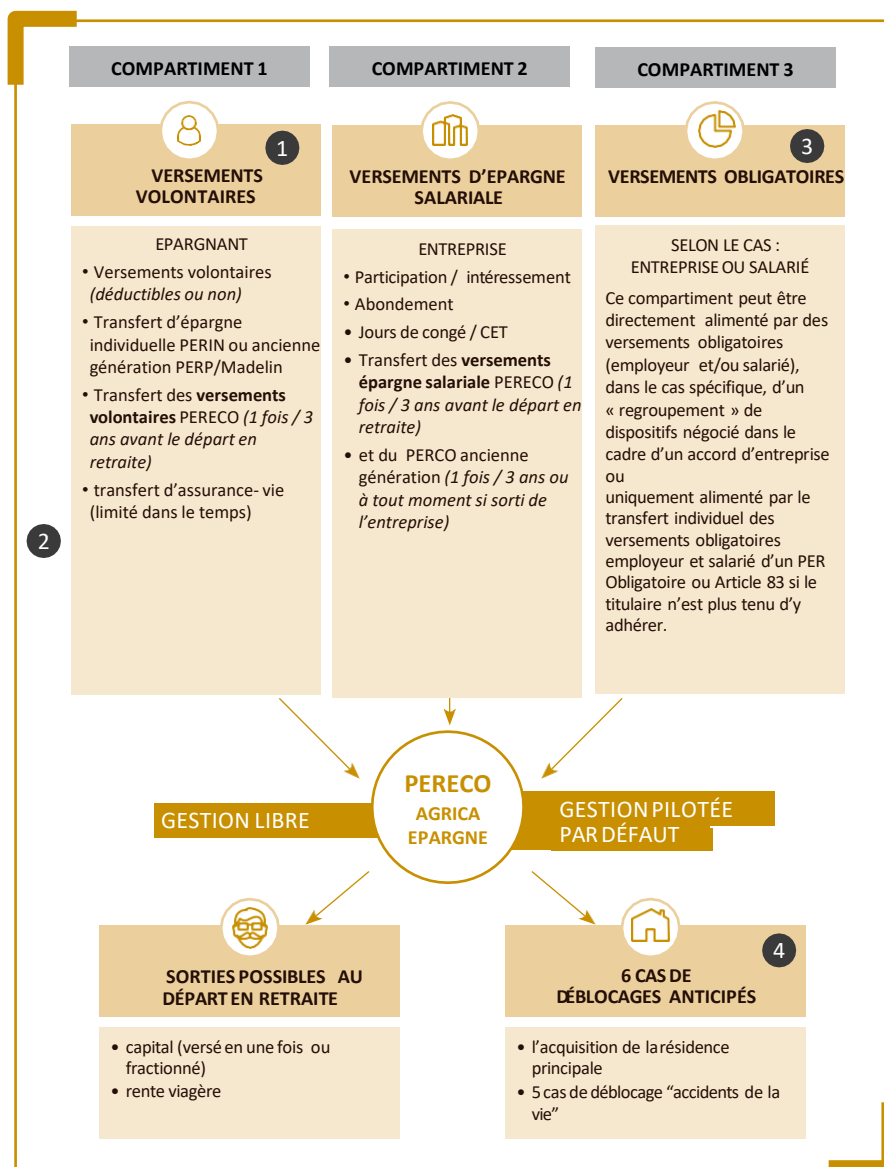 COMPARTIMENT 1
COMPARTIMENT 2
COMPARTIMENT 3
1
VERSEMENTS
VOLONTAIRES
VERSEMENTS D’EPARGNE
SALARIALE
3
VERSEMENTS OBLIGATOIRES
EPARGNANT
• Versements volontaires
(déductibles ou non)
• Transfert d’épargne
individuelle PERIN ou ancienne
génération PERP/Madelin
• Transfert des versements
volontaires PERECO (1 fois / 3
ans avant le départ en
retraite)
• transfert d’assurance- vie
(limité dans le temps)
2
ENTREPRISE
• Participation / intéressement
• Abondement
• Jours de congé / CET
• Transfert des versements
épargne salariale PERECO (1
fois / 3 ans avant le départ en
retraite)
• et du PERCO ancienne
génération (1 fois / 3 ans ou
à tout moment si sorti de
l’entreprise)
SELON LE CAS :
ENTREPRISE OU SALARIÉ
Ce compartiment peut être
directement alimenté par des
versements obligatoires
(employeur et/ou salarié),
dans le cas spécifique, d’un
« regroupement » de
dispositifs négocié dans le
cadre d’un accord d’entreprise
ou
uniquement alimenté par le
transfert individuel des
versements obligatoires
employeur et salarié d’un PER
Obligatoire ou Article 83 si le
titulaire n’est plus tenu d’y
adhérer.
GESTION LIBRE
PERECO
AGRICA
EPARGNE
GESTION PILOTÉE
PAR DÉFAUT
SORTIES POSSIBLES AU
DÉPART EN RETRAITE
• capital (versé en une fois ou
fractionné)
• rente viagère
4
6 CAS DE
DÉBLOCAGES ANTICIPÉS
• l’acquisition de la résidence
principale
• 5 cas de déblocage “accidents de la
vie”